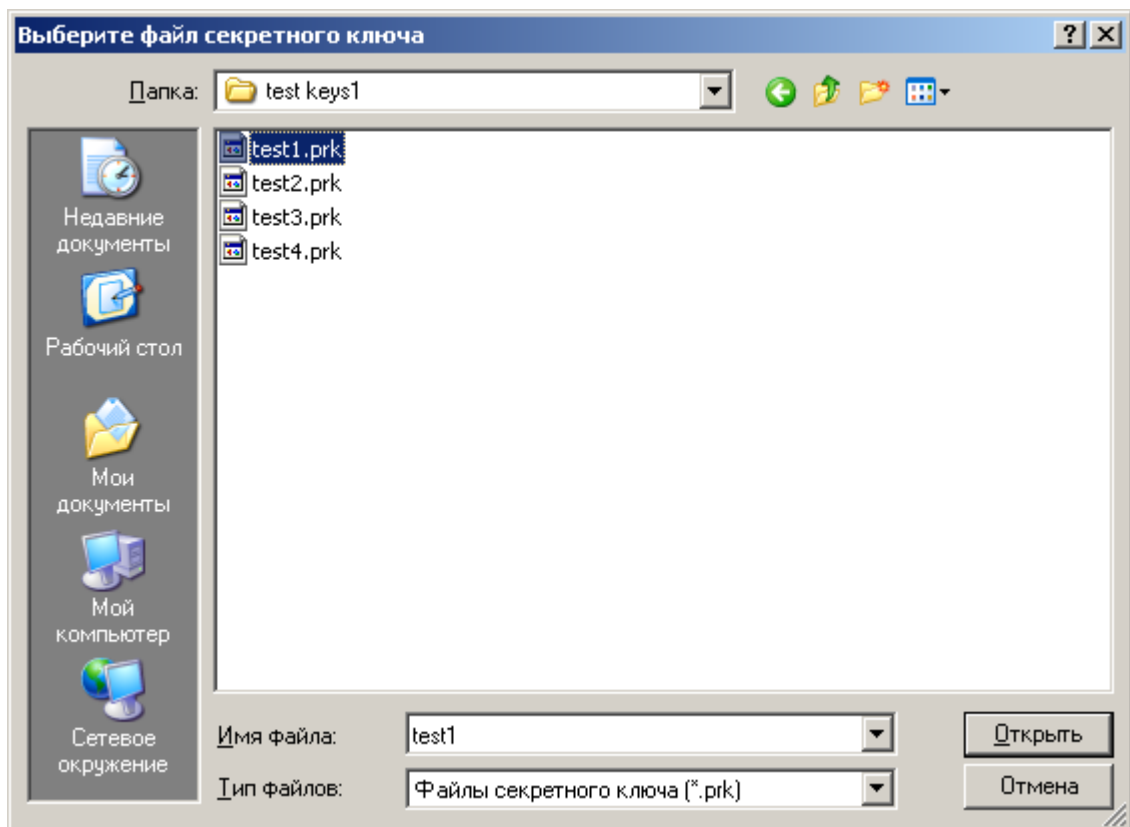 Выберите файл секретного ключа
Папка: test keys1
test1.prk
test2.prk
test3.prk
test4.prk
Недавние
документы
Рабочий стол
Мои
документы
Мой
компьютер
Сетевое
окружение
Имя файла: test1 Открыть
Тип файлов: Файлы секретного ключа (*.prk) Отмена